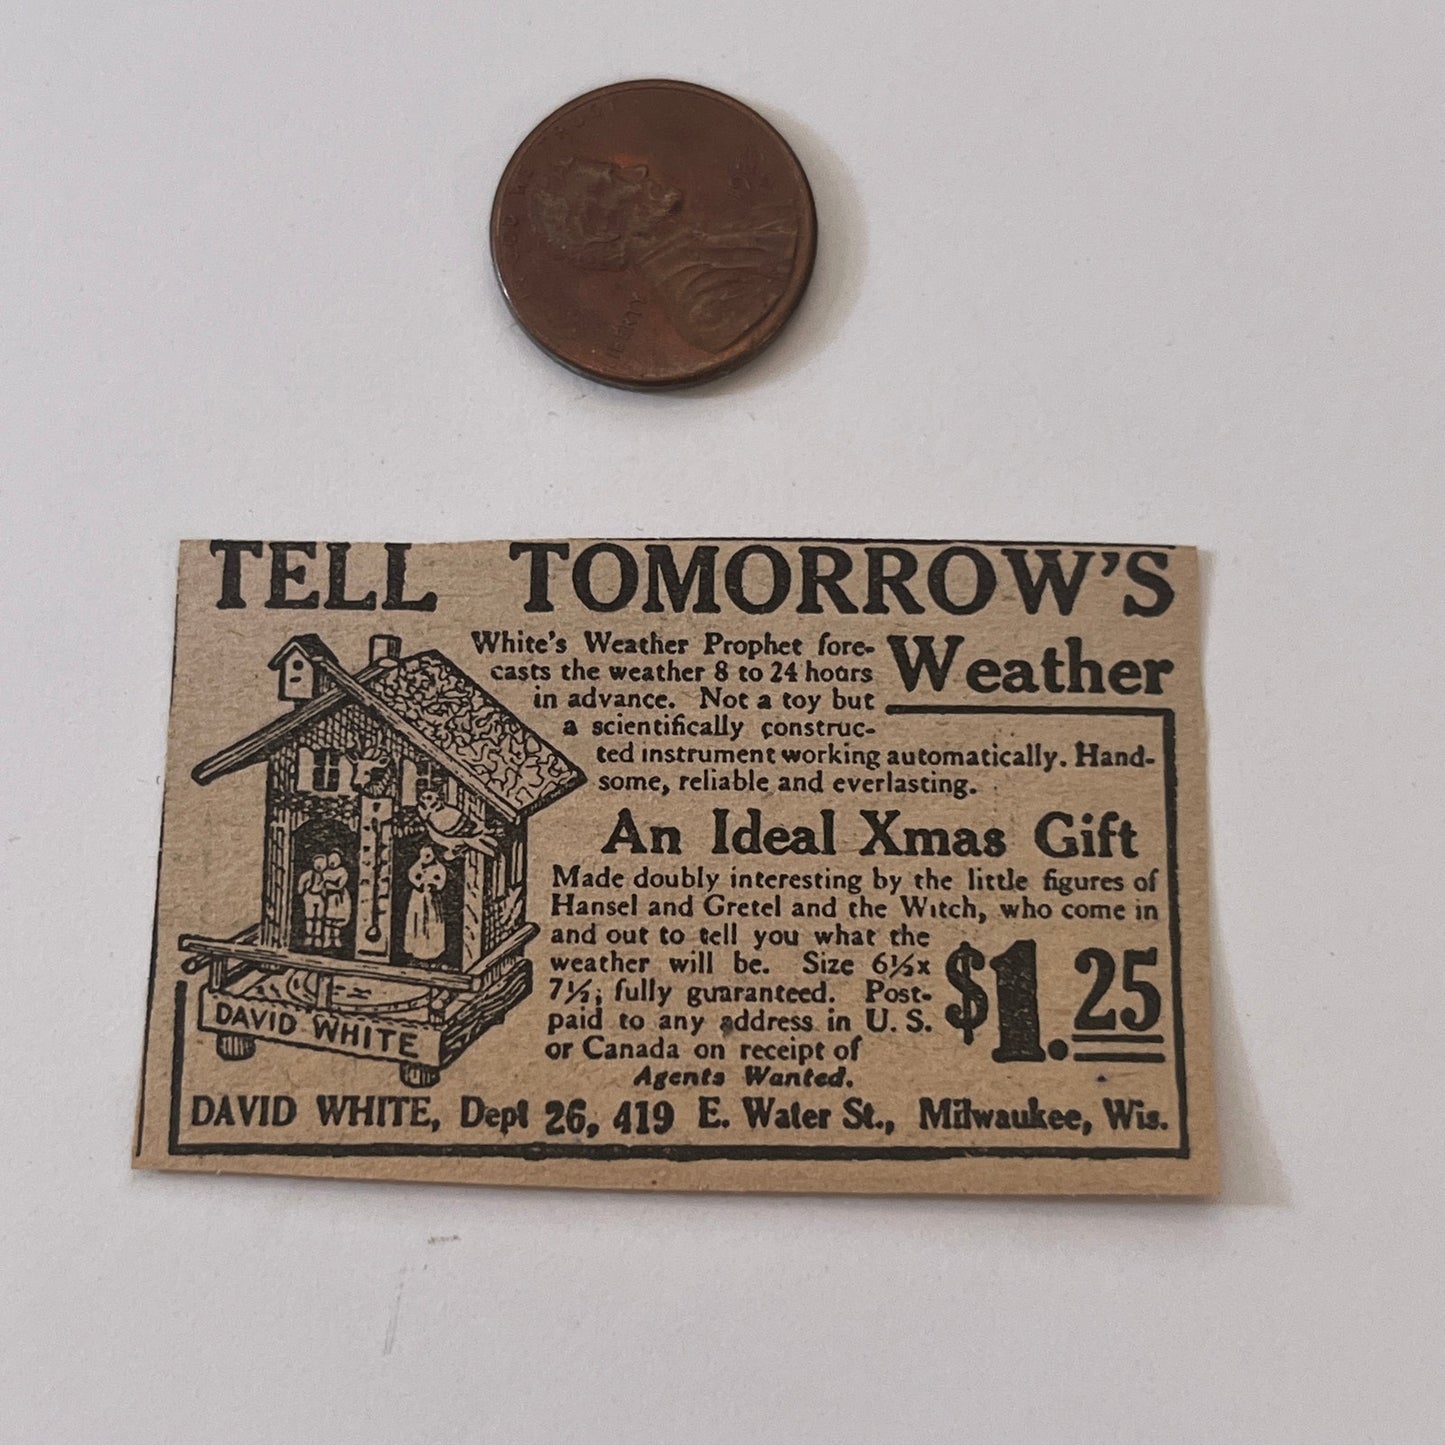 LIBERTY
TELL TOMORROW'S
Weather
White's Weather Prophet fore-
casts the weather 8 to 24 hours
in advance. Not a toy but
a scientifically construc-
ted instrument working automatically. Hand-
some, reliable and everlasting.
An Ideal Xmas Gift
Made doubly interesting by the little figures of
Hansel and Gretel and the Witch, who come in
and out to tell you what the
weather will be. Size 6½x
7½; fully guaranteed. Post-
paid to any address in U. S.
or Canada on receipt of
$1.25
Agents Wanted.
DAVID WHITE
DAVID WHITE, Dept 26, 419 E. Water St., Milwaukee, Wis.